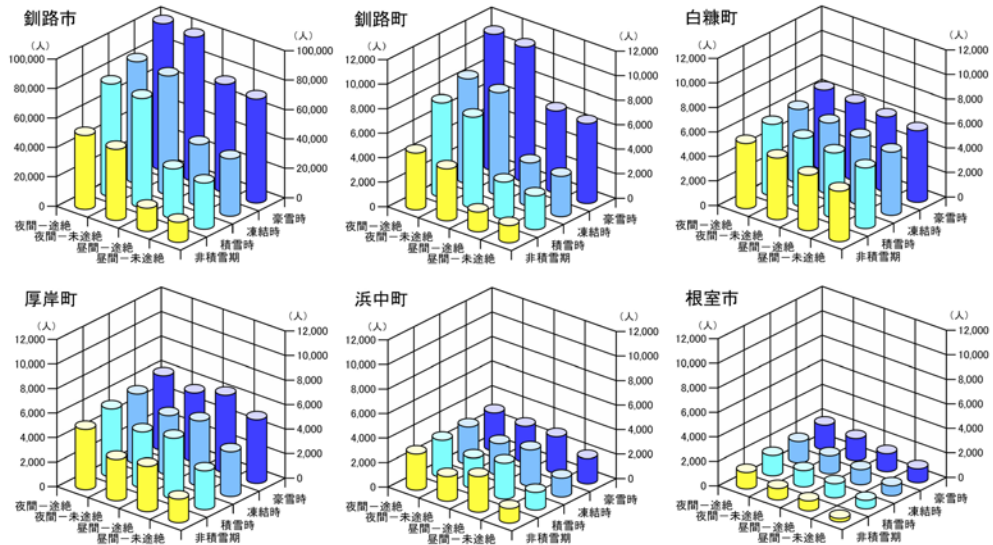 釧路市
（人）
100,000
80,000
60,000
40,000
20,000
0
（人）
100,000
80,000
60,000
40,000
20,000
0
夜間－途絶
夜間－未途絶
昼間－途絶
昼間－未途絶
豪雪時
凍結時
積雪時
非積雪期
釧路町
（人）
12,000
10,000
8,000
6,000
4,000
2,000
0
（人）
12,000
10,000
8,000
6,000
4,000
2,000
0
夜間－途絶
夜間－未途絶
昼間－途絶
昼間－未途絶
豪雪時
凍結時
積雪時
非積雪期
白糠町
（人）
12,000
10,000
8,000
6,000
4,000
2,000
0
（人）
12,000
10,000
8,000
6,000
4,000
2,000
0
夜間－途絶
夜間－未途絶
昼間－途絶
昼間－未途絶
豪雪時
凍結時
積雪時
非積雪期
厚岸町
（人）
12,000
10,000
8,000
6,000
4,000
2,000
0
（人）
12,000
10,000
8,000
6,000
4,000
2,000
0
夜間－途絶
夜間－未途絶
昼間－途絶
昼間－未途絶
豪雪時
凍結時
積雪時
非積雪期
浜中町
（人）
12,000
10,000
8,000
6,000
4,000
2,000
0
（人）
12,000
10,000
8,000
6,000
4,000
2,000
0
夜間－途絶
夜間－未途絶
昼間－途絶
昼間－未途絶
豪雪時
凍結時
積雪時
非積雪期
根室市
（人）
12,000
10,000
8,000
6,000
4,000
2,000
0
（人）
12,000
10,000
8,000
6,000
4,000
2,000
0
夜間－途絶
夜間－未途絶
昼間－途絶
昼間－未途絶
豪雪時
凍結時
積雪時
非積雪期